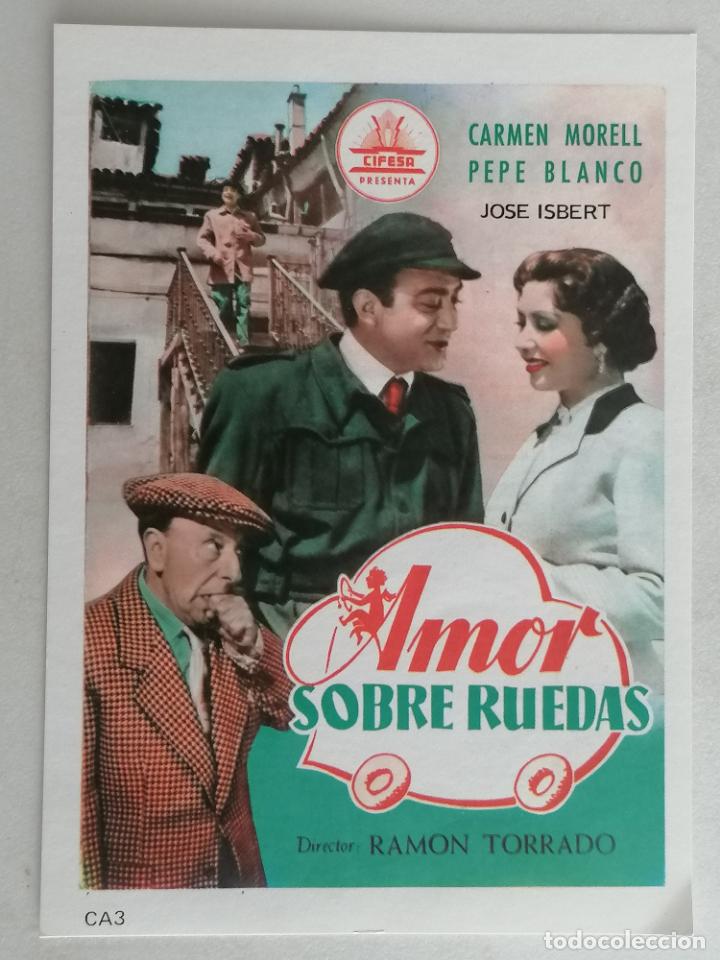 CIFESA
PRESENTA
CARMEN MORELL
PEPE BLANCO
JOSE ISBERT
Amor
SOBRE RUEDAS
Director: RAMON TORRADO
CA3
todocoleccion